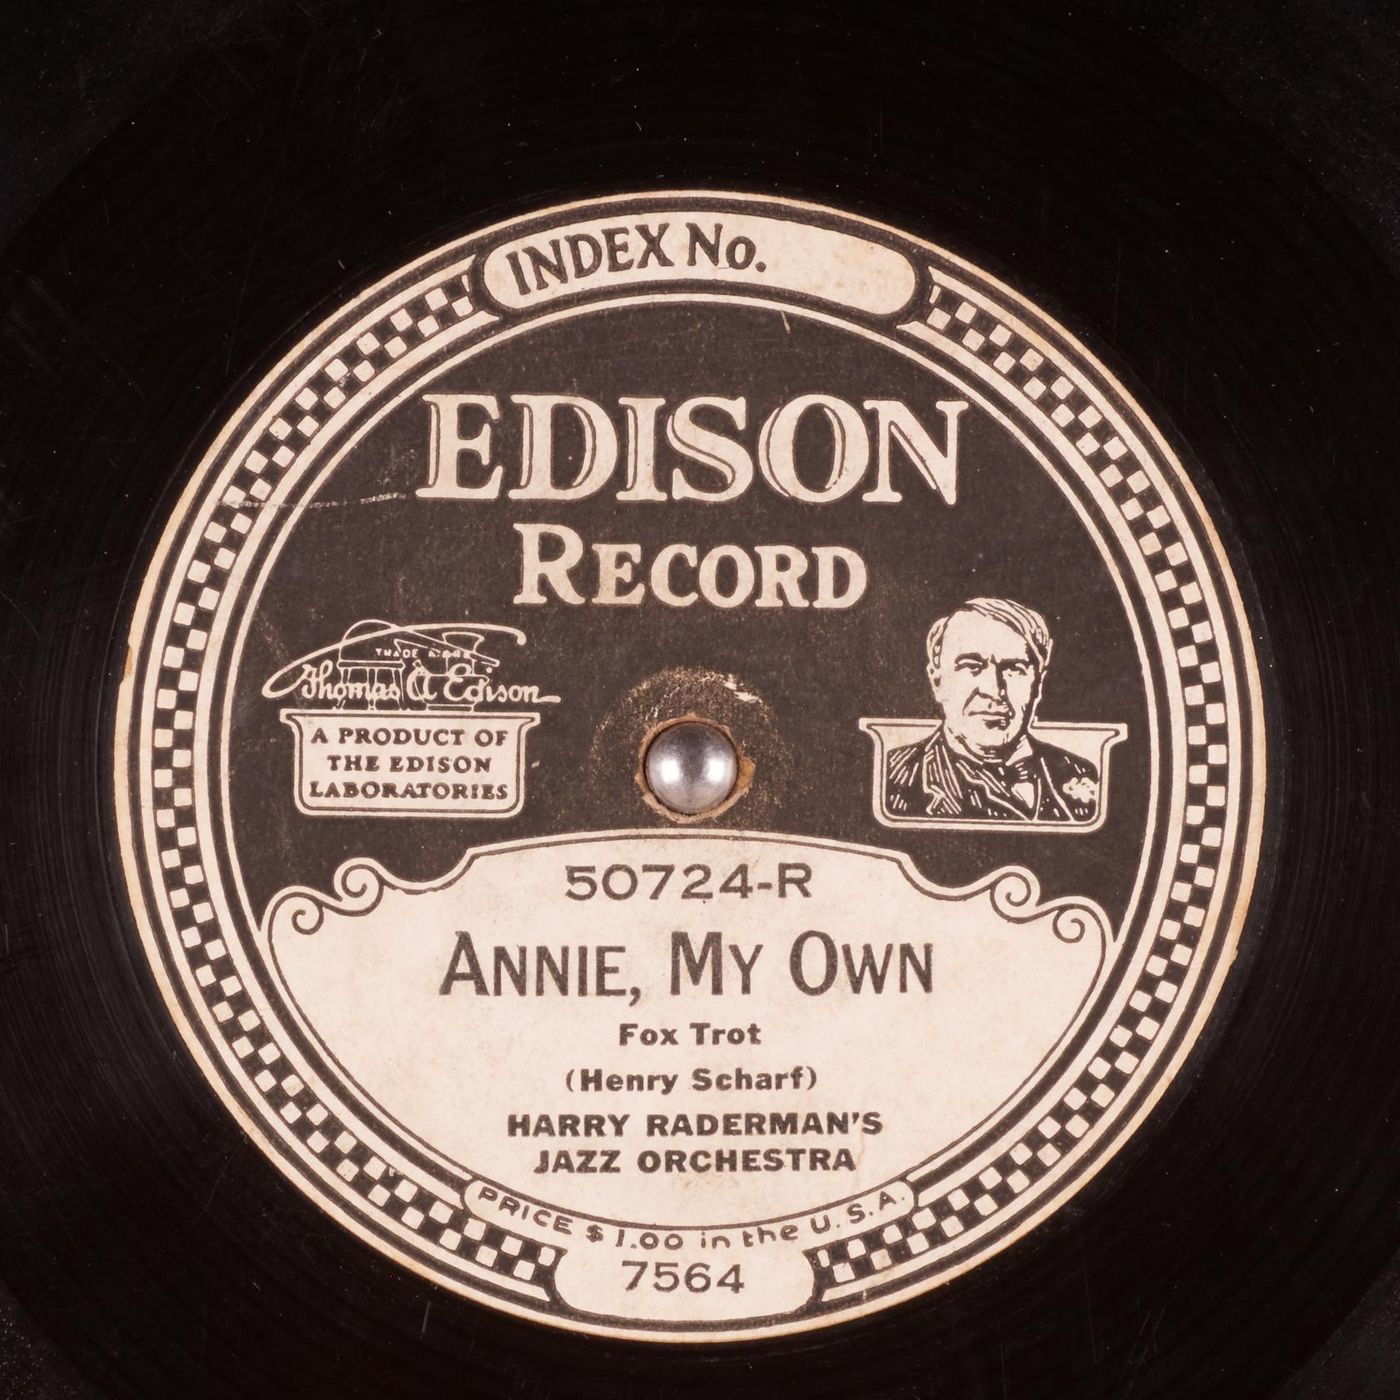 INDEX No.
EDISON
RECORD
TRADE MARK
Thomas A Edison
A PRODUCT OF
THE EDISON
LABORATORIES
50724-R
ANNIE, MY OWN
Fox Trot
(Henry Scharf)
HARRY RADERMAN'S
JAZZ ORCHESTRA
PRICE $1.00 in the U.S.A.
7564